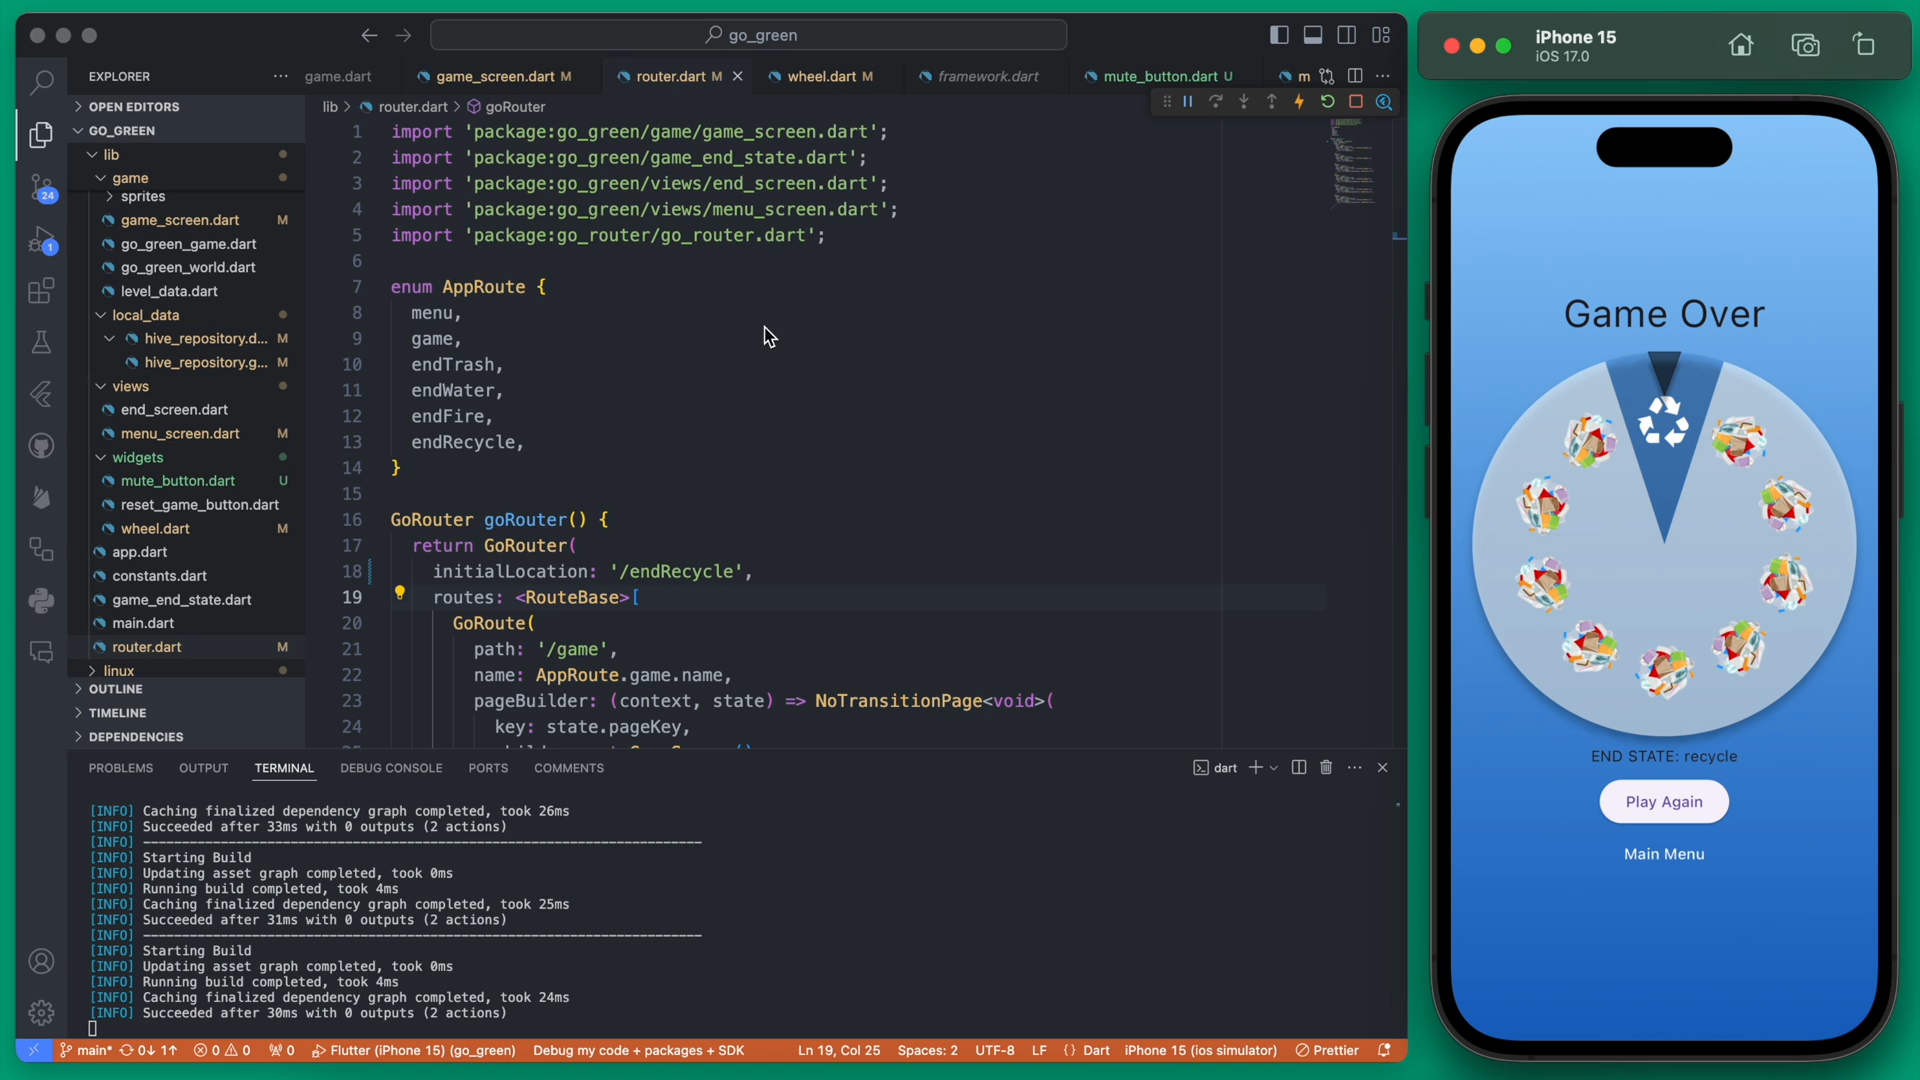 go_green
EXPLORER
game.dart
game_screen.dart M
router.dart M
wheel.dart M
framework.dart
mute_button.dart U
m
lib
router.dart
goRouter
OPEN EDITORS
GO_GREEN
lib
game
sprites
game_screen.dart M
go_green_game.dart
go_green_world.dart
level_data.dart
local_data
hive_repository.d... M
hive_repository.g... M
views
end_screen.dart
menu_screen.dart M
widgets
mute_button.dart U
reset_game_button.dart
wheel.dart M
app.dart
constants.dart
game_end_state.dart
main.dart
router.dart M
linux
OUTLINE
TIMELINE
DEPENDENCIES
24
1
1 import 'package:go_green/game/game_screen.dart';
2 import 'package:go_green/game_end_state.dart';
3 import 'package:go_green/views/end_screen.dart';
4 import 'package:go_green/views/menu_screen.dart';
5 import 'package:go_router/go_router.dart';
6
7 enum AppRoute {
8 menu,
9 game,
10 endTrash,
11 endWater,
12 endFire,
13 endRecycle,
14 }
15
16 GoRouter goRouter() {
17 return GoRouter(
18 initialLocation: '/endRecycle',
19 routes: <RouteBase>[
20 GoRoute(
21 path: '/game',
22 name: AppRoute.game.name,
23 pageBuilder: (context, state) => NoTransitionPage<void>(
24 key: state.pageKey,
PROBLEMS OUTPUT TERMINAL DEBUG CONSOLE PORTS COMMENTS
dart
[INFO] Caching finalized dependency graph completed, took 26ms
[INFO] Succeeded after 33ms with 0 outputs (2 actions)
[INFO] ------------------------------------------------------------------------
[INFO] Starting Build
[INFO] Updating asset graph completed, took 0ms
[INFO] Running build completed, took 4ms
[INFO] Caching finalized dependency graph completed, took 25ms
[INFO] Succeeded after 31ms with 0 outputs (2 actions)
[INFO] ------------------------------------------------------------------------
[INFO] Starting Build
[INFO] Updating asset graph completed, took 0ms
[INFO] Running build completed, took 4ms
[INFO] Caching finalized dependency graph completed, took 24ms
[INFO] Succeeded after 30ms with 0 outputs (2 actions)
main* 0↓ 1↑ 0 0 0 Flutter (iPhone 15) (go_green) Debug my code + packages + SDK Ln 19, Col 25 Spaces: 2 UTF-8 LF {} Dart iPhone 15 (ios simulator) Prettier
iPhone 15
iOS 17.0
Game Over
END STATE: recycle
Play Again
Main Menu